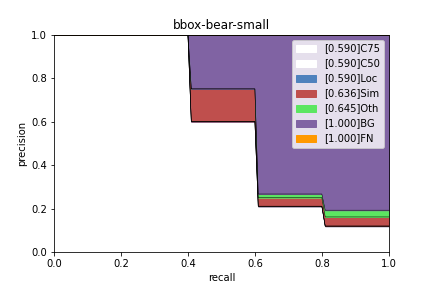 bbox-bear-small
precision
1.0
0.8
0.6
0.4
0.2
0.0
[0.590]C75
[0.590]C50
[0.590]Loc
[0.636]Sim
[0.645]Oth
[1.000]BG
[1.000]FN
0.0 0.2 0.4 0.6 0.8 1.0
recall